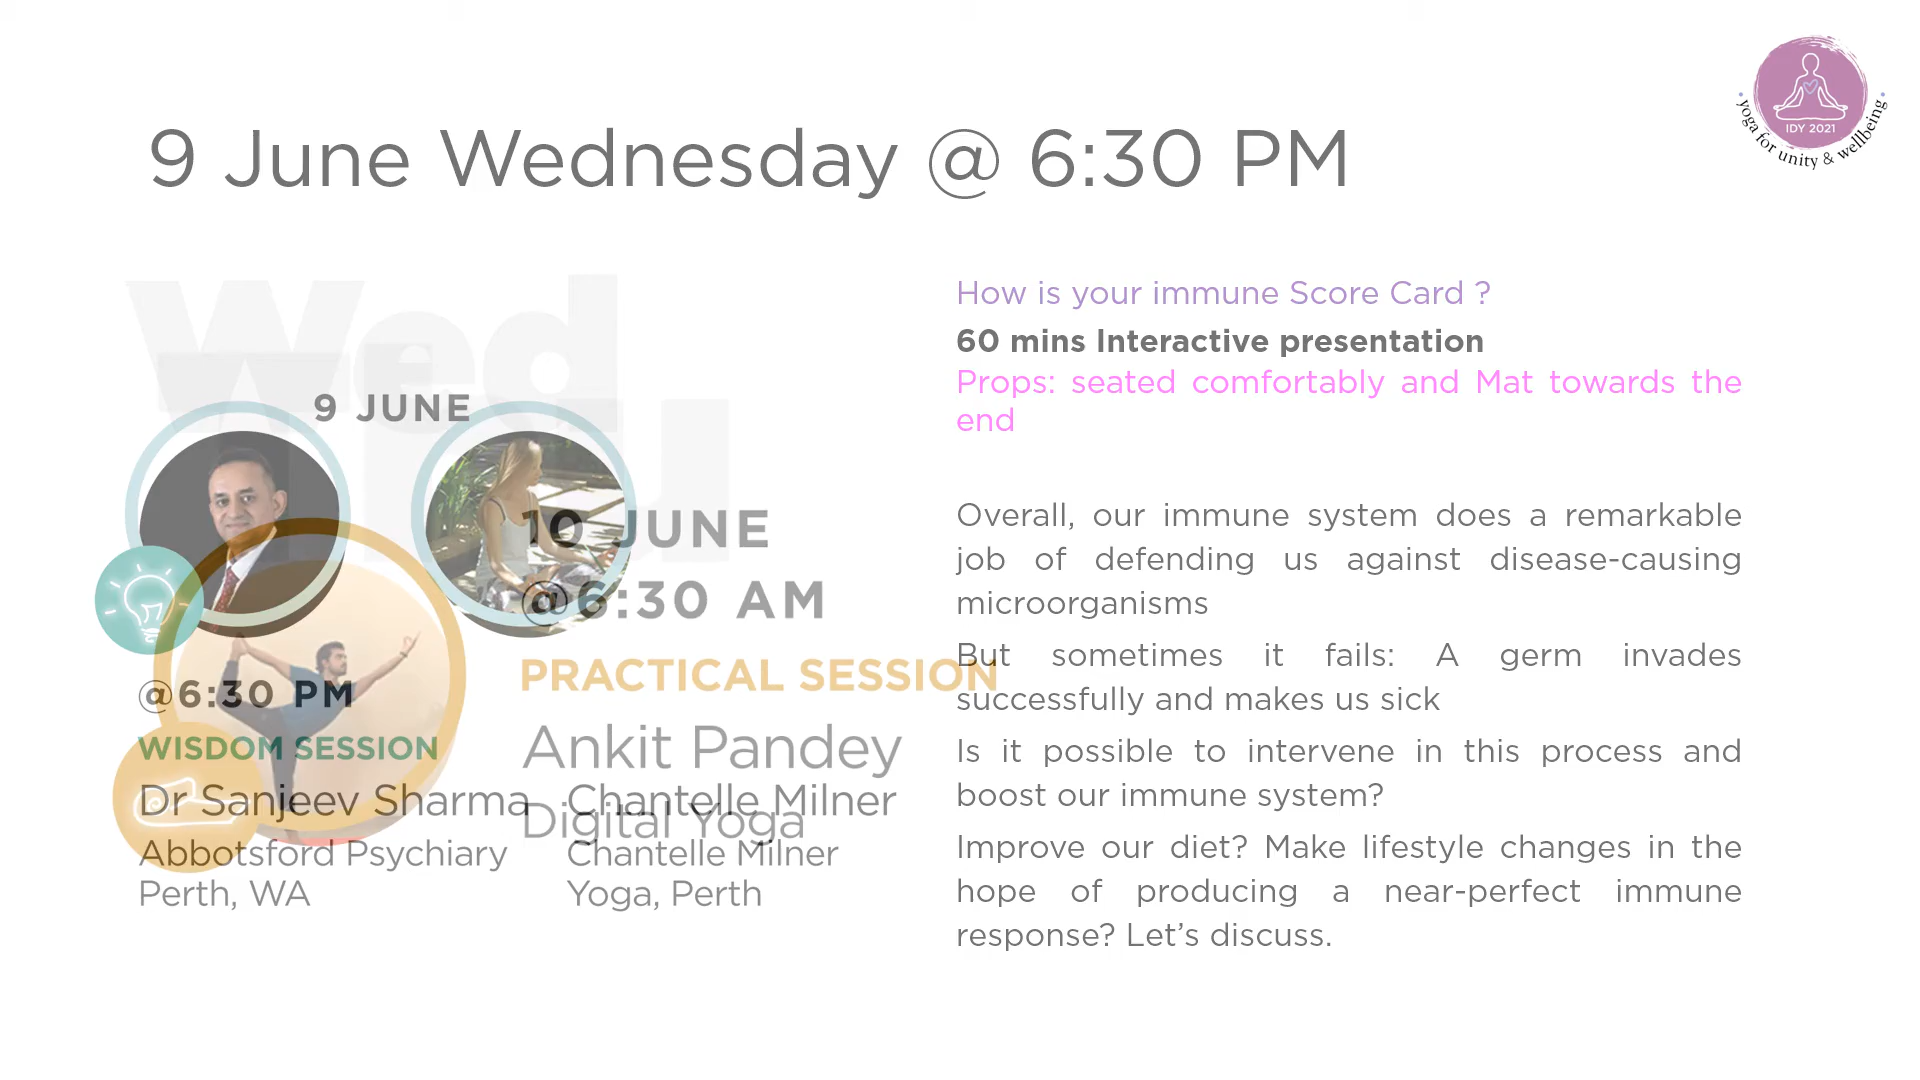 9 June Wednesday @ 6:30 PM
IDY 2021
• yoga for unity & wellbeing •
Wed
Thu
9 JUNE
10 JUNE
@6:30 AM
PRACTICAL SESSION
Ankit Pandey
Digital Yoga
@6:30 PM
WISDOM SESSION
Dr Sanjeev Sharma
Abbotsford Psychiary
Perth, WA
Chantelle Milner
Chantelle Milner
Yoga, Perth
How is your immune Score Card ?
60 mins Interactive presentation
Props: seated comfortably and Mat towards the
end
Overall, our immune system does a remarkable
job of defending us against disease-causing
microorganisms
But sometimes it fails: A germ invades
successfully and makes us sick
Is it possible to intervene in this process and
boost our immune system?
Improve our diet? Make lifestyle changes in the
hope of producing a near-perfect immune
response? Let’s discuss.